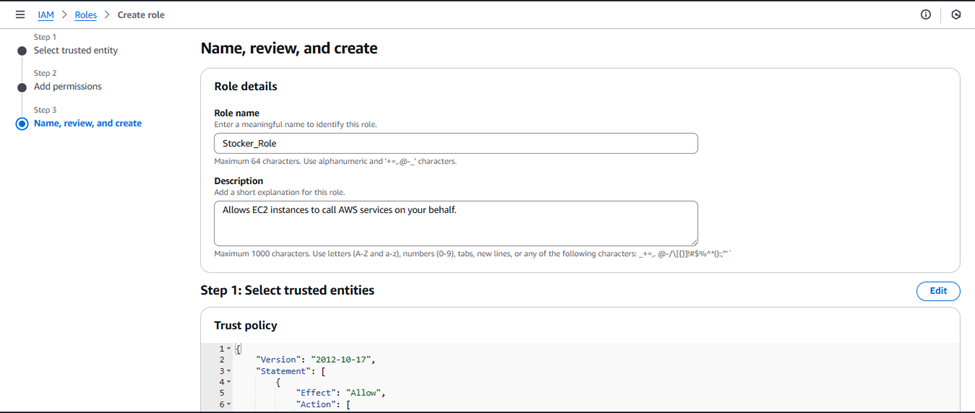 IAM > Roles > Create role
Step 1
Select trusted entity
Step 2
Add permissions
Step 3
Name, review, and create
Name, review, and create
Role details
Role name
Enter a meaningful name to identify this role.
Stocker_Role
Maximum 64 characters. Use alphanumeric and '+=,.@-_' characters.
Description
Add a short explanation for this role.
Allows EC2 instances to call AWS services on your behalf.
Maximum 1000 characters. Use letters (A-Z and a-z), numbers (0-9), tabs, new lines, or any of the following characters: _+=,. @-/\[{}]!#$%^*();:"'`
Step 1: Select trusted entities
Edit
Trust policy
1 {
2 "Version": "2012-10-17",
3 "Statement": [
4 {
5 "Effect": "Allow",
6 "Action": [